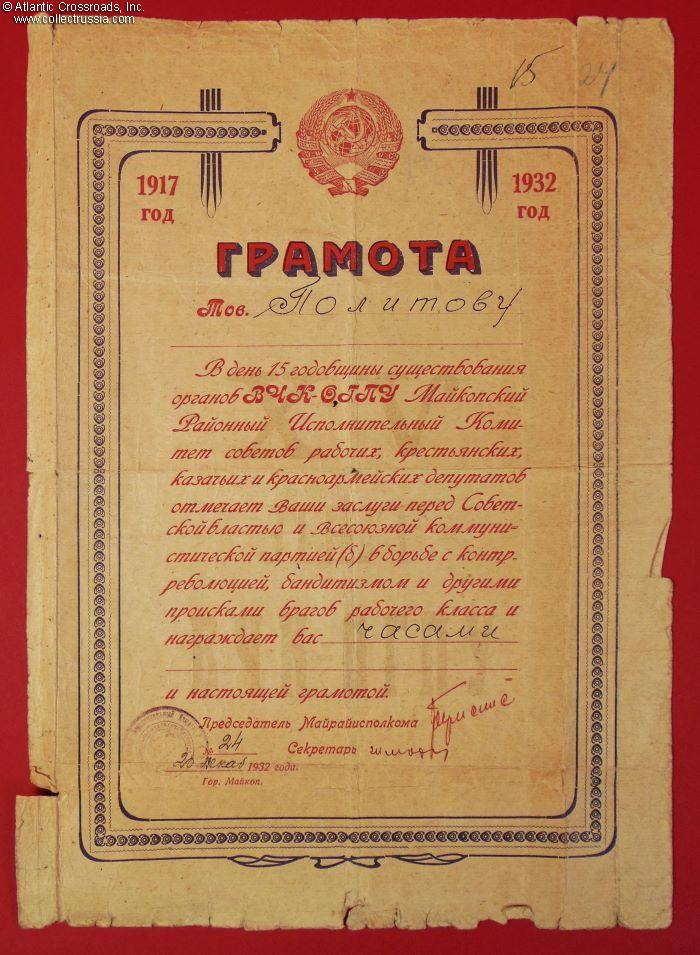 © Atlantic Crossroads, Inc.
www.collectrussia.com
15 24
1917 1932
год год
ГРАМОТА
Тов. Политову
В день 15 годовщины существования
органов ВЧК-ОГПУ Майкопский
Районный Исполнительный Коми-
тет советов рабочих, крестьянских,
казачьих и красноармейских депутатов
отмечает Ваши заслуги перед Совет-
ской властью и Всесоюзной коммуни-
стической партией (б) в борьбе с контр.
революцией, бандитизмом и другими
происками врагов рабочего класса и
награждает вас часами
и настоящей грамотой.
Председатель Майрайисполкома
№ 24 Секретарь
20 декаб 1932 года.
Гор. Майкоп.